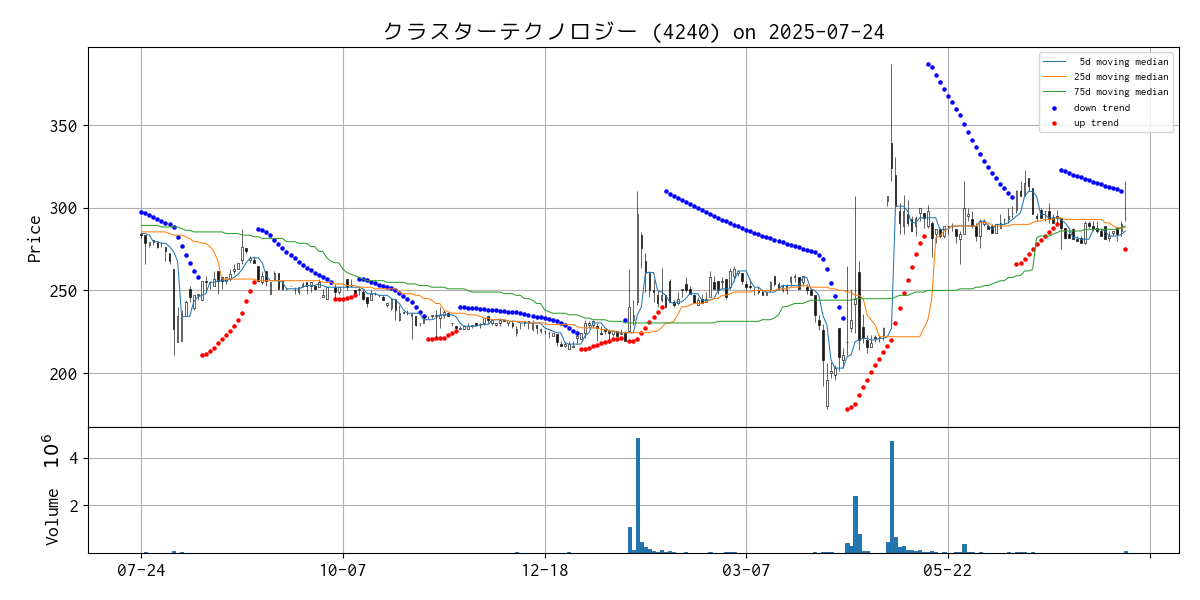 クラスターテクノロジー (4240) on 2025-07-24
5d moving median
25d moving median
75d moving median
down trend
up trend
Price
350
300
250
200
Volume 10^6
4
2
07-24
10-07
12-18
03-07
05-22